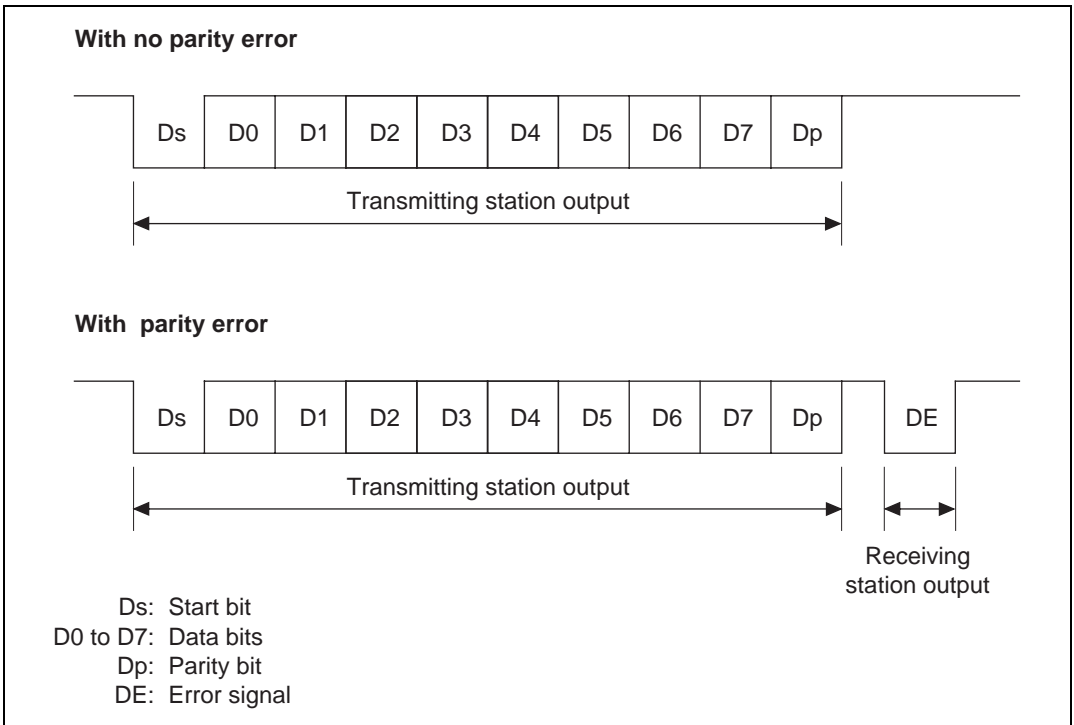 With no parity error
Ds D0 D1 D2 D3 D4 D5 D6 D7 Dp
Transmitting station output
With parity error
Ds D0 D1 D2 D3 D4 D5 D6 D7 Dp DE
Transmitting station output
Receiving
station output
Ds: Start bit
D0 to D7: Data bits
Dp: Parity bit
DE: Error signal